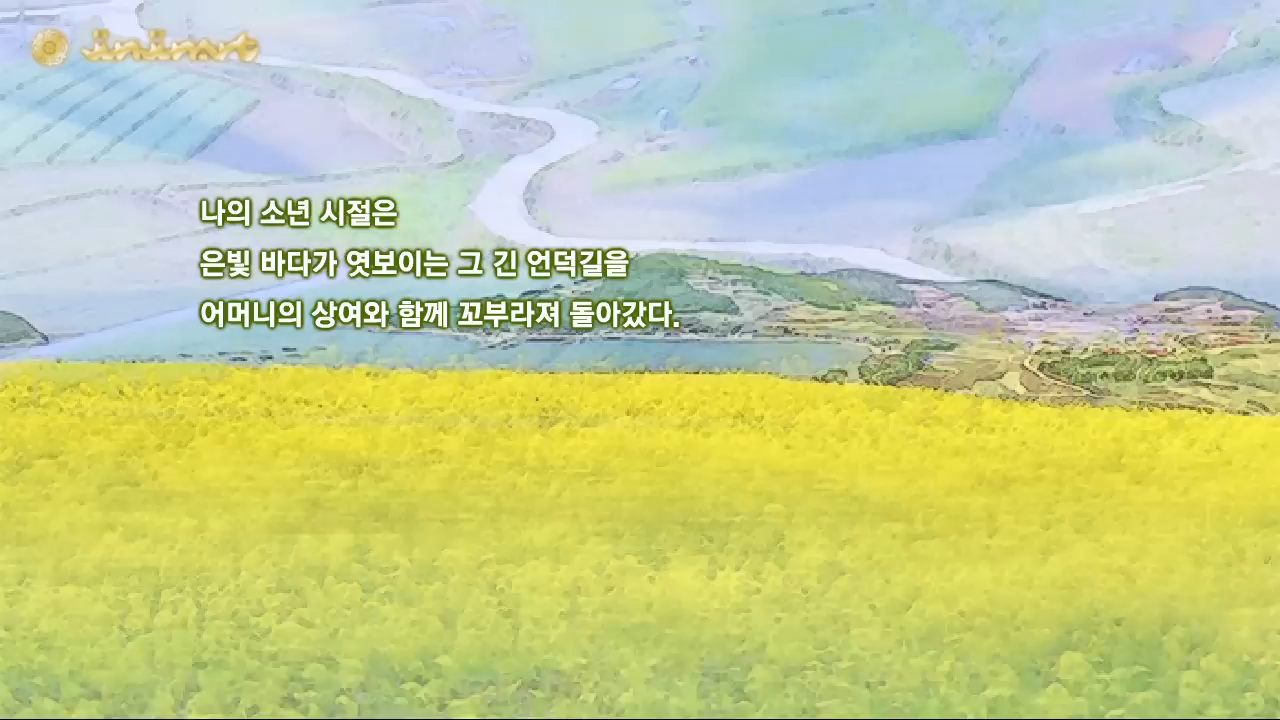 나의 소년 시절은
은빛 바다가 엿보이는 그 긴 언덕길을
어머니의 상여와 함께 꼬부라져 돌아갔다.